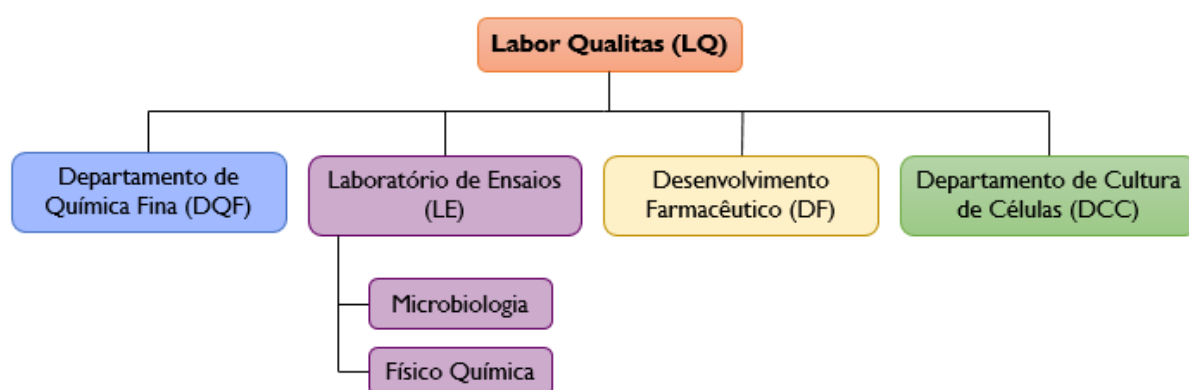 Labor Qualitas (LQ)
Departamento de
Química Fina (DQF)
Laboratório de Ensaios
(LE)
Desenvolvimento
Farmacêutico (DF)
Departamento de Cultura
de Células (DCC)
Microbiologia
Físico Química